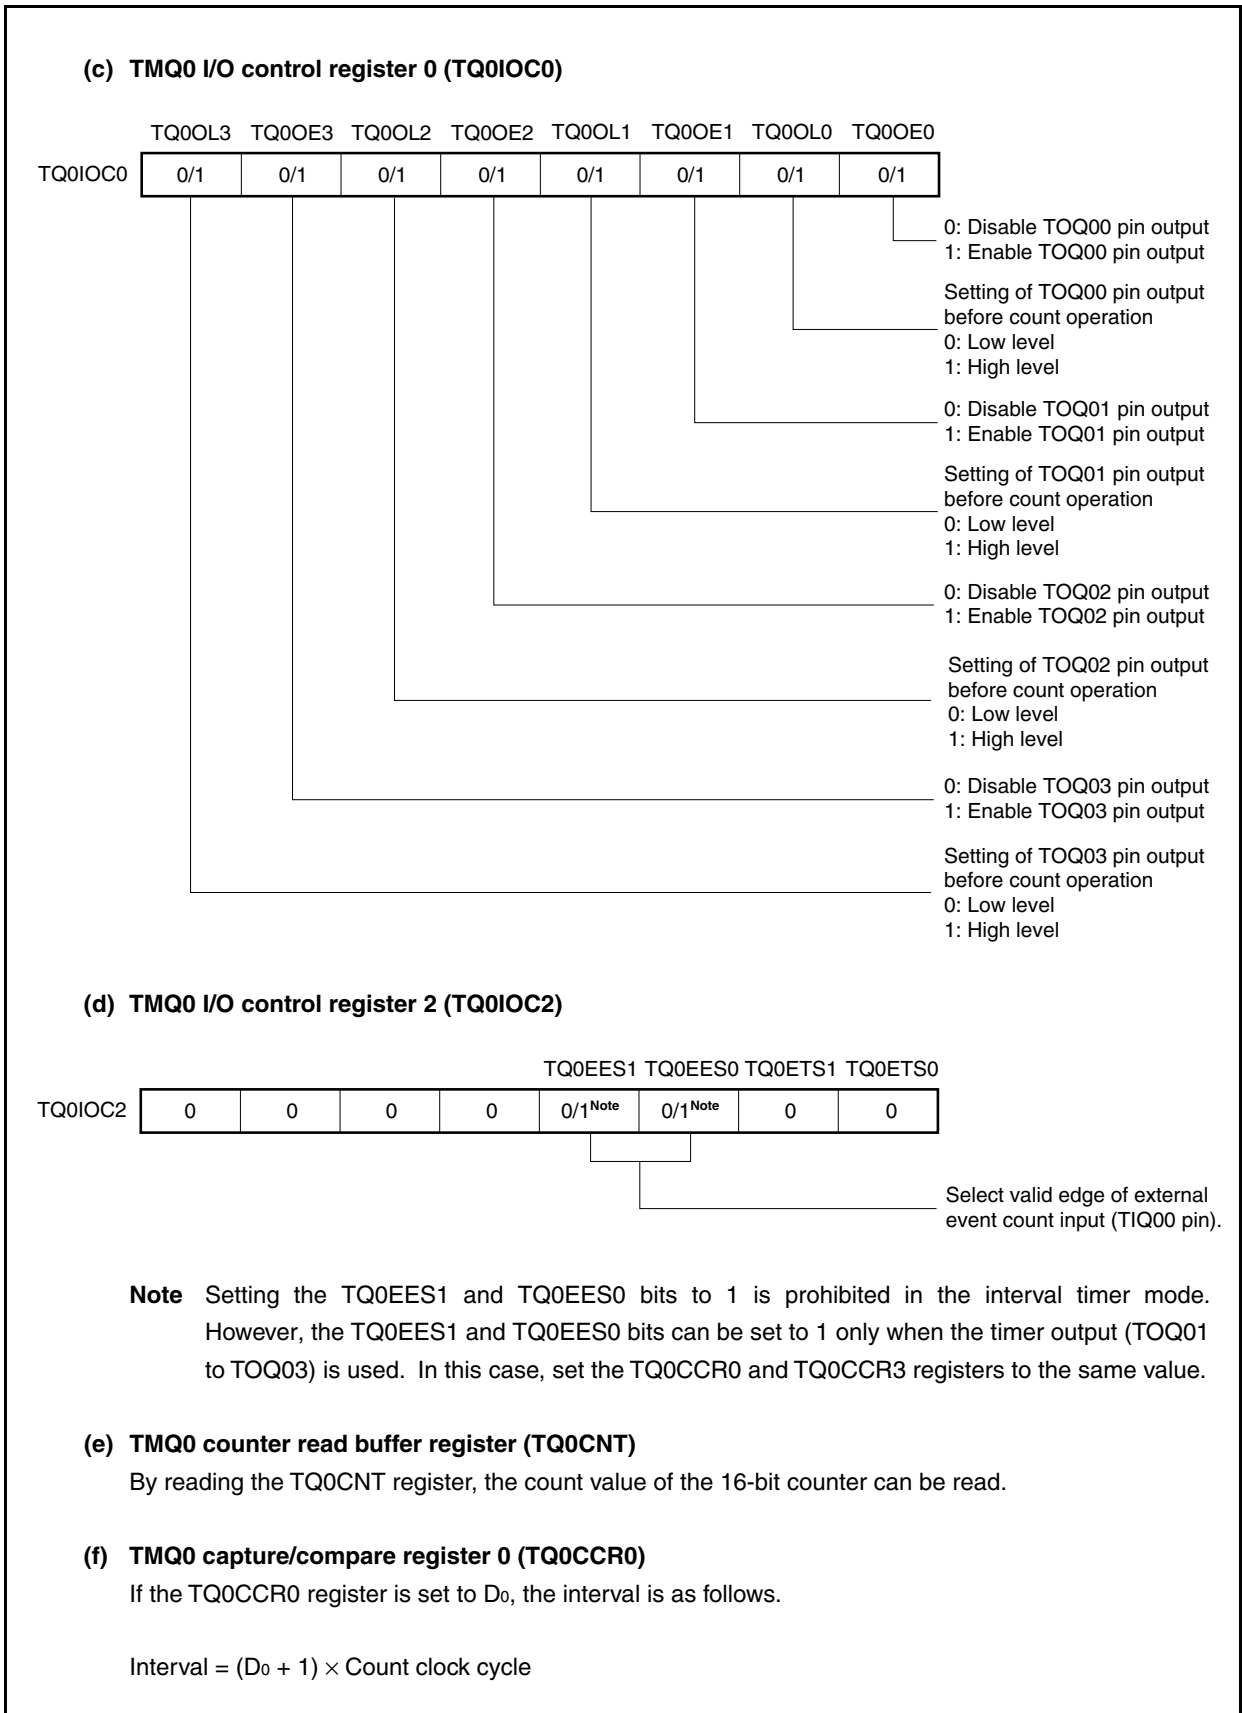 (c) TMQ0 I/O control register 0 (TQ0IOC0)
TQ0OL3 TQ0OE3 TQ0OL2 TQ0OE2 TQ0OL1 TQ0OE1 TQ0OL0 TQ0OE0
TQ0IOC0 0/1 0/1 0/1 0/1 0/1 0/1 0/1 0/1
0: Disable TOQ00 pin output
1: Enable TOQ00 pin output
Setting of TOQ00 pin output
before count operation
0: Low level
1: High level
0: Disable TOQ01 pin output
1: Enable TOQ01 pin output
Setting of TOQ01 pin output
before count operation
0: Low level
1: High level
0: Disable TOQ02 pin output
1: Enable TOQ02 pin output
Setting of TOQ02 pin output
before count operation
0: Low level
1: High level
0: Disable TOQ03 pin output
1: Enable TOQ03 pin output
Setting of TOQ03 pin output
before count operation
0: Low level
1: High level
(d) TMQ0 I/O control register 2 (TQ0IOC2)
TQ0EES1 TQ0EES0 TQ0ETS1 TQ0ETS0
TQ0IOC2 0 0 0 0 0/1Note 0/1Note 0 0
Select valid edge of external
event count input (TIQ00 pin).
Note Setting the TQ0EES1 and TQ0EES0 bits to 1 is prohibited in the interval timer mode.
However, the TQ0EES1 and TQ0EES0 bits can be set to 1 only when the timer output (TOQ01
to TOQ03) is used. In this case, set the TQ0CCR0 and TQ0CCR3 registers to the same value.
(e) TMQ0 counter read buffer register (TQ0CNT)
By reading the TQ0CNT register, the count value of the 16-bit counter can be read.
(f) TMQ0 capture/compare register 0 (TQ0CCR0)
If the TQ0CCR0 register is set to D0, the interval is as follows.
Interval = (D0 + 1) × Count clock cycle